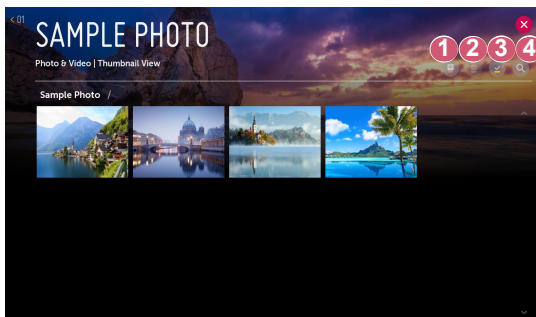 < 01
SAMPLE PHOTO
1 2 3 4
Photo & Video | Thumbnail View
Sample Photo /